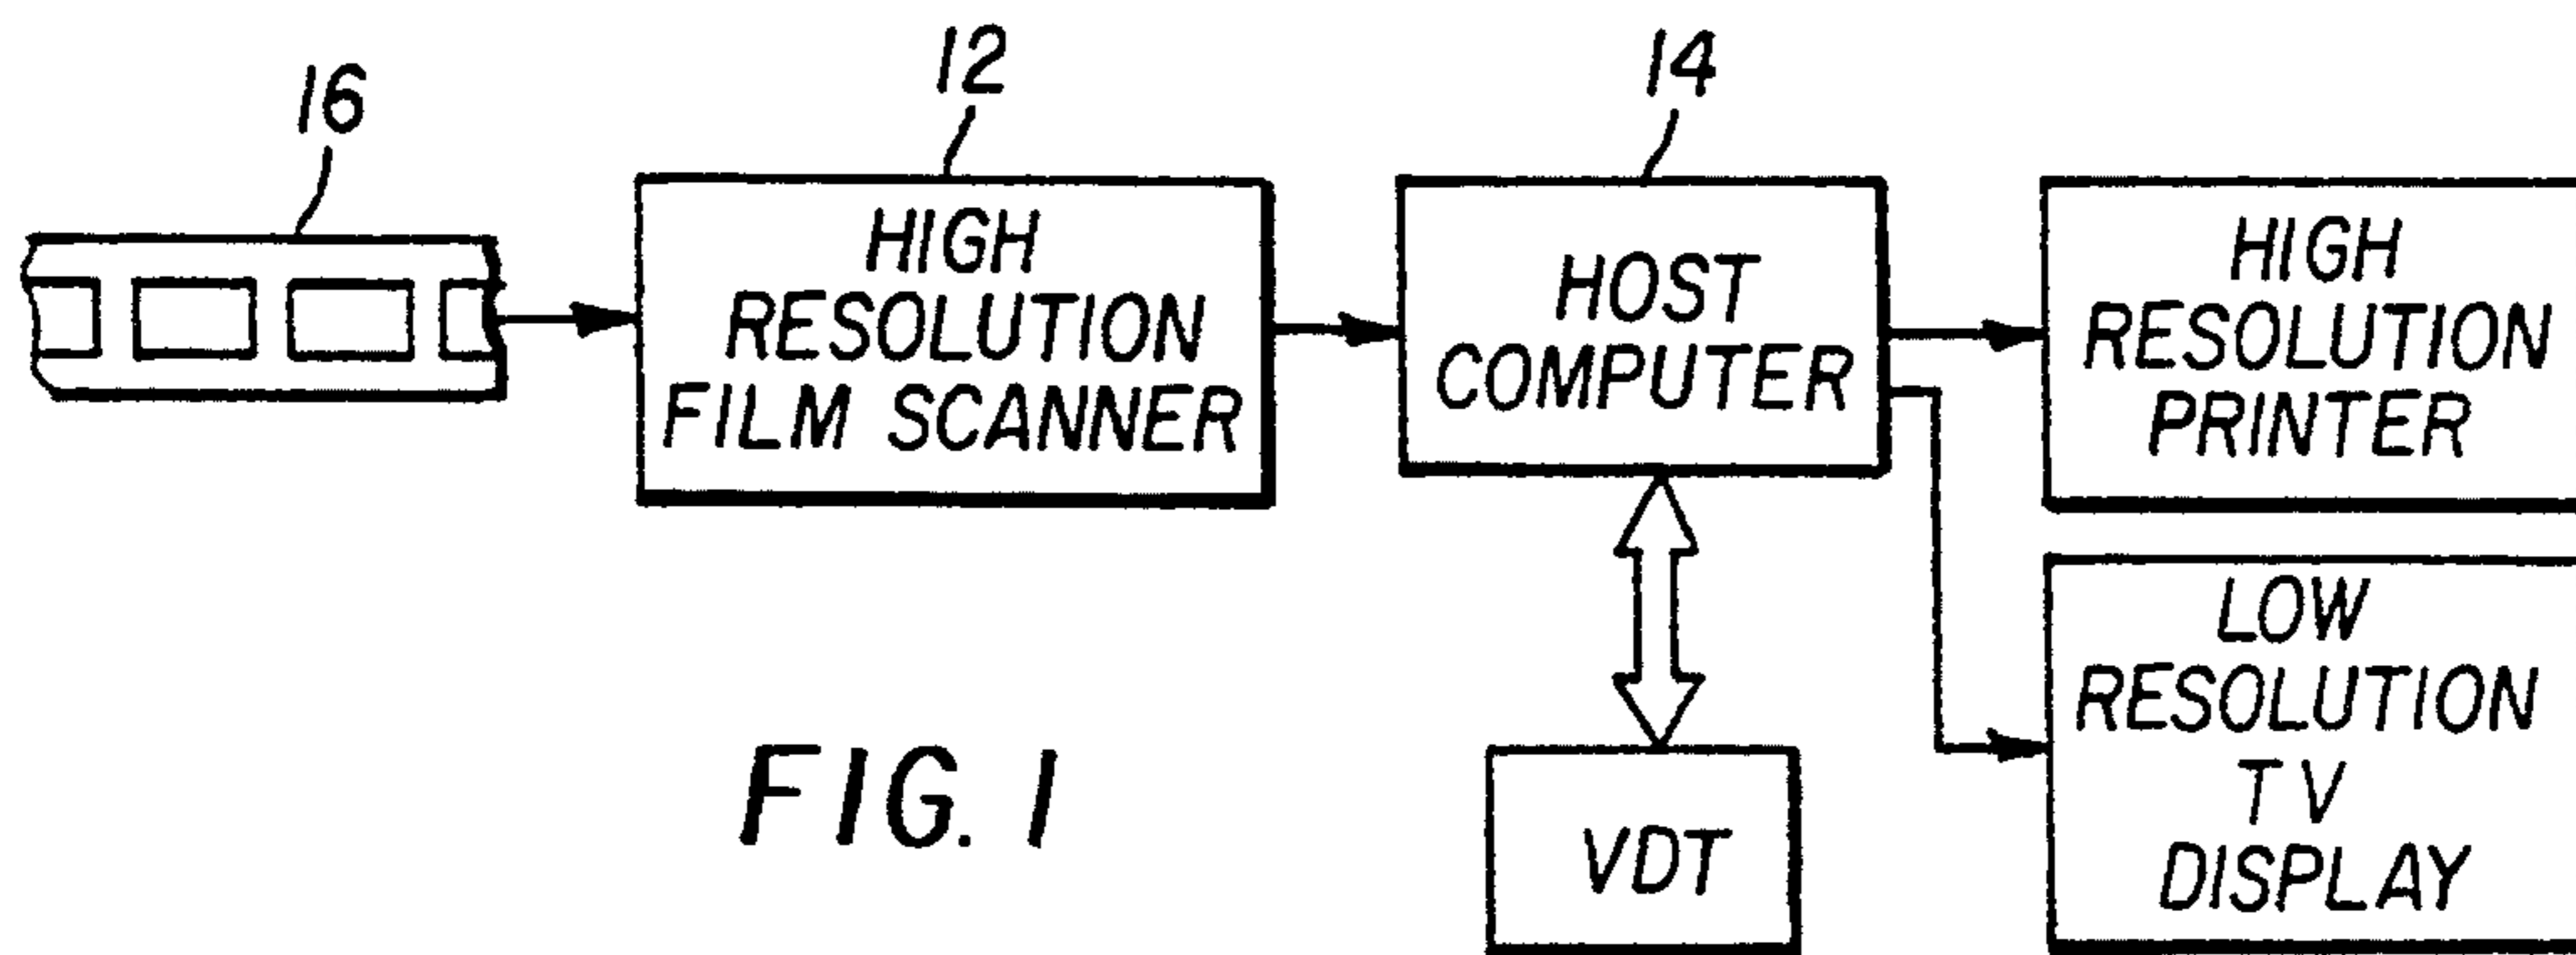 16
12
14
HIGH
RESOLUTION
FILM SCANNER
HOST
COMPUTER
HIGH
RESOLUTION
PRINTER
LOW
RESOLUTION
TV
DISPLAY
VDT
FIG. 1